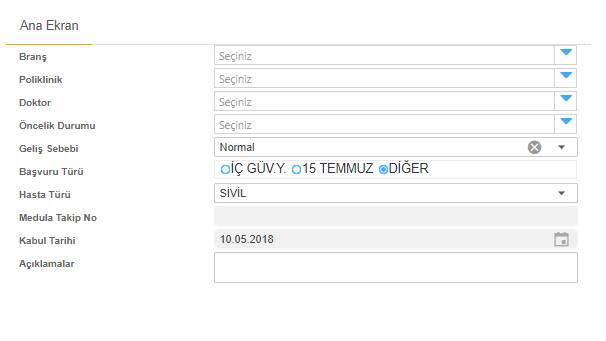 Ana Ekran
Branş Seçiniz
Poliklinik Seçiniz
Doktor Seçiniz
Öncelik Durumu Seçiniz
Geliş Sebebi Normal
Başvuru Türü İÇ GÜV.Y. 15 TEMMUZ DİĞER
Hasta Türü SİVİL
Medula Takip No
Kabul Tarihi 10.05.2018
Açıklamalar